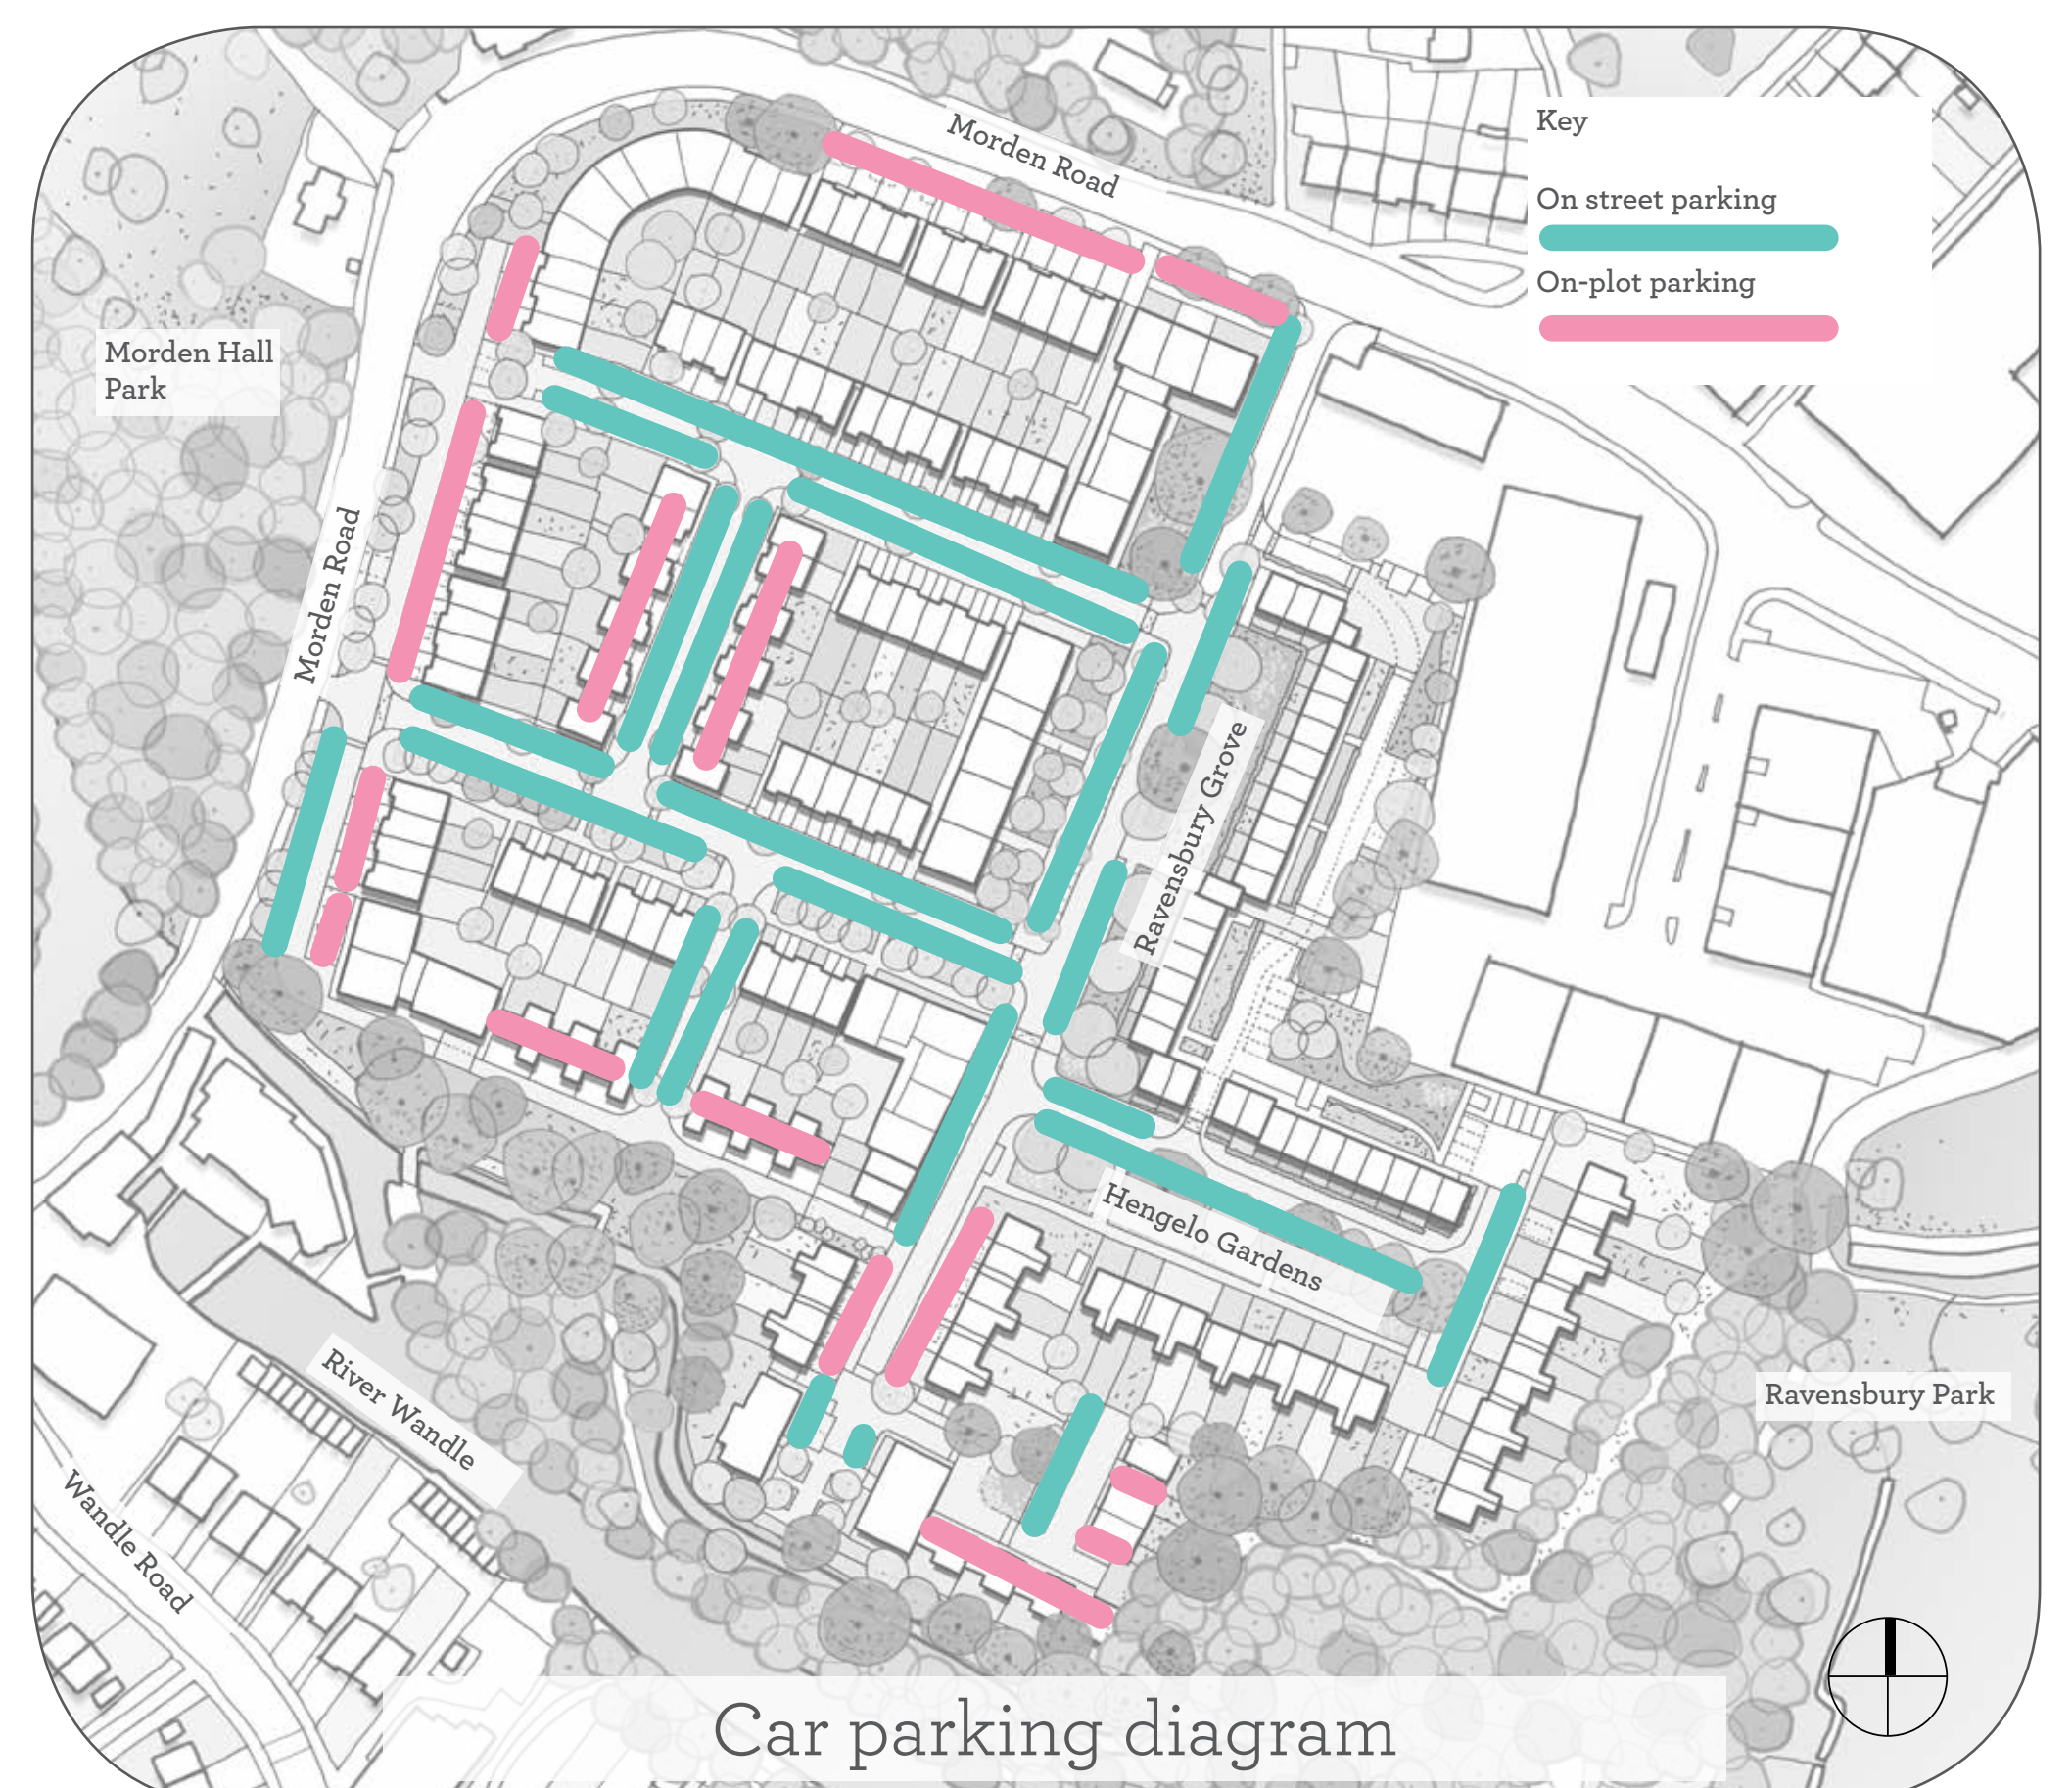 Key
Morden Road
On street parking
On-plot parking
Morden Hall
Park
Morden Road
Ravensbury Grove
Hengelo Gardens
River Wandle
Ravensbury Park
Wandle Road
Car parking diagram